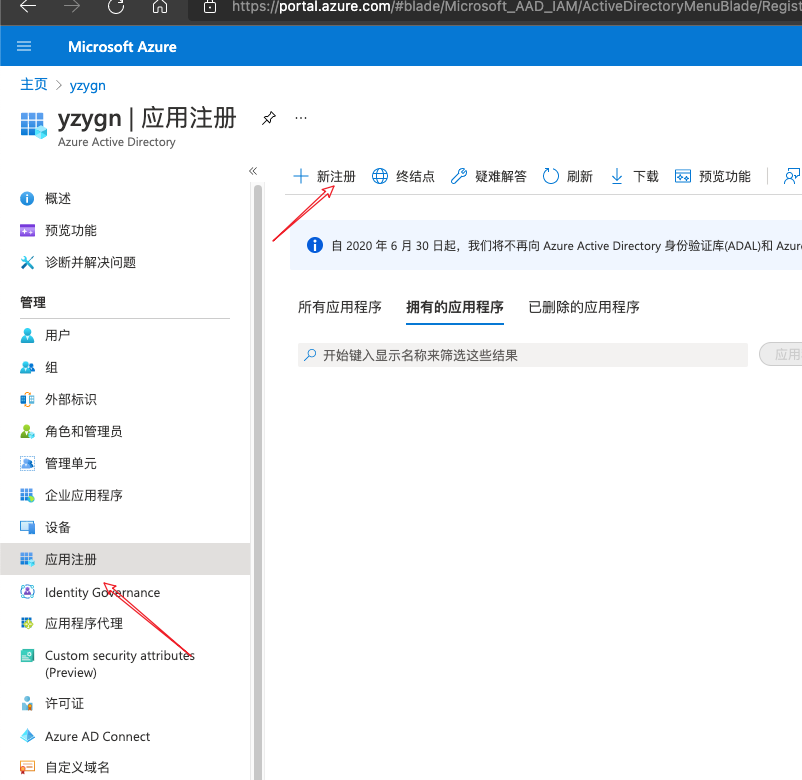 https://portal.azure.com/#blade/Microsoft_AAD_IAM/ActiveDirectoryMenuBlade/Regist
Microsoft Azure
主页 > yzygn
yzygn | 应用注册
Azure Active Directory
新注册 终结点 疑难解答 刷新 下载 预览功能
概述
预览功能
诊断并解决问题
管理
用户
组
外部标识
角色和管理员
管理单元
企业应用程序
设备
应用注册
Identity Governance
应用程序代理
Custom security attributes
(Preview)
许可证
Azure AD Connect
自定义域名
自 2020 年 6 月 30 日起，我们将不再向 Azure Active Directory 身份验证库(ADAL)和 Azure
所有应用程序 拥有的应用程序 已删除的应用程序
开始键入显示名称来筛选这些结果
应用